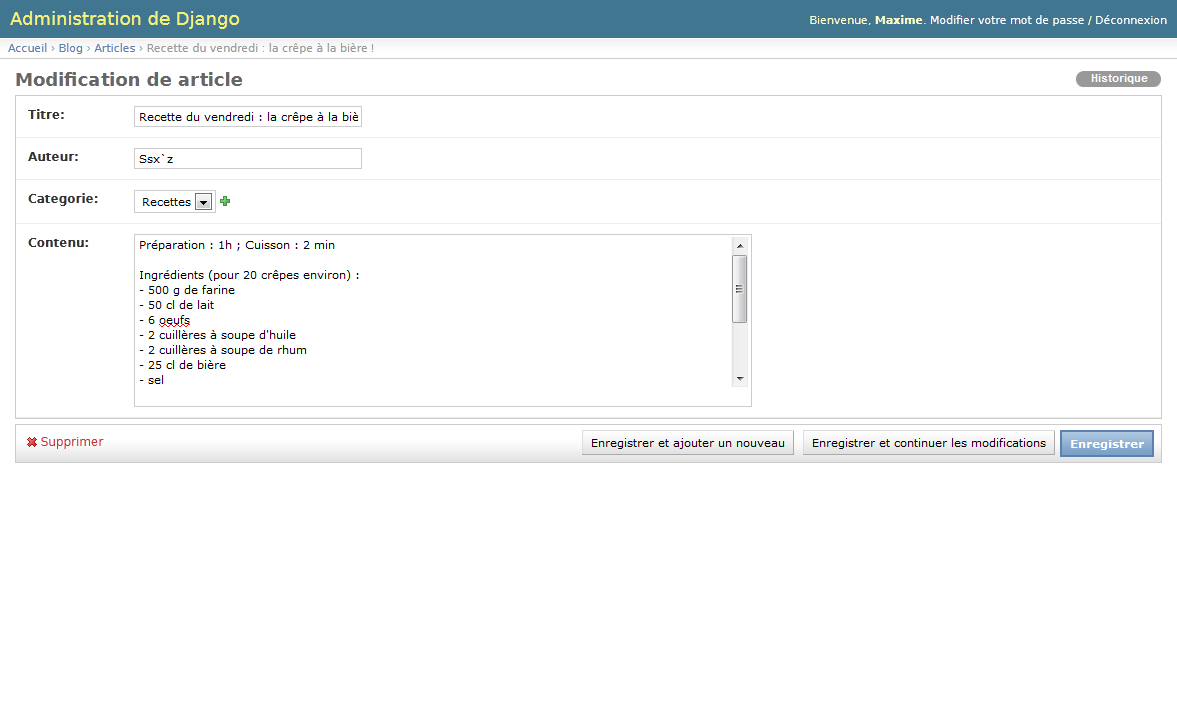 Administration de Django
Bienvenue, Maxime. Modifier votre mot de passe / Déconnexion
Accueil › Blog › Articles › Recette du vendredi : la crêpe à la bière !
Modification de article
Historique
Titre:
Recette du vendredi : la crêpe à la biè
Auteur:
Ssx`z
Categorie:
Recettes
Contenu:
Préparation : 1h ; Cuisson : 2 min
Ingrédients (pour 20 crêpes environ) :
- 500 g de farine
- 50 cl de lait
- 6 oeufs
- 2 cuillères à soupe d'huile
- 2 cuillères à soupe de rhum
- 25 cl de bière
- sel
Supprimer
Enregistrer et ajouter un nouveau
Enregistrer et continuer les modifications
Enregistrer